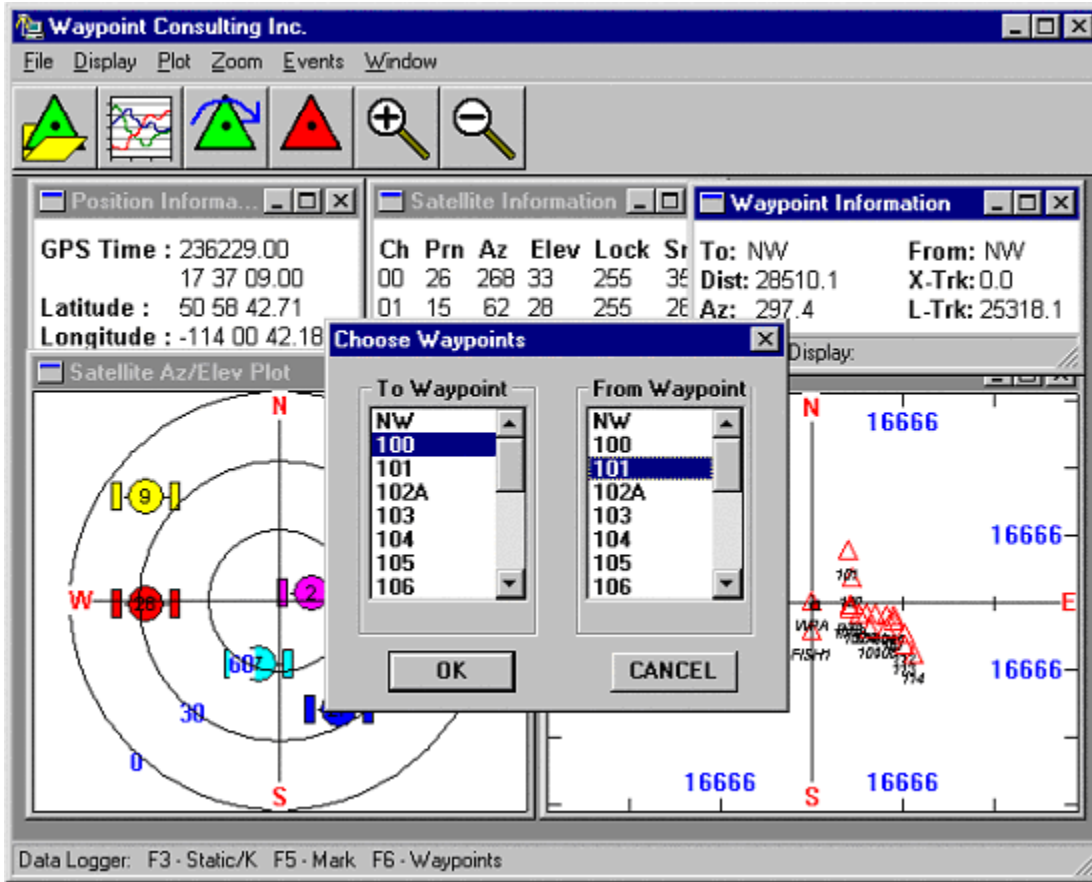 Waypoint Consulting Inc.
File Display Plot Zoom Events Window
Position Informa...
GPS Time : 236229.00
17 37 09.00
Latitude : 50 58 42.71
Longitude : -114 00 42.18
Satellite Information
Ch Prn Az Elev Lock
00 26 268 33 255 35
01 15 62 28 255
Waypoint Information
To: NW From: NW
Dist: 28510.1 X-Trk: 0.0
Az: 297.4 L-Trk: 25318.1
Display:
Choose Waypoints
To Waypoint
NW
100
101
102A
103
104
105
106
From Waypoint
NW
100
101
102A
103
104
105
106
OK CANCEL
Satellite Az/Elev Plot
N
9
W
2
60
30
0
S
N
16666
16666
101
E
WPA
FISH1
113
114
16666
16666
16666
S
Data Logger: F3 - Static/K F5 - Mark F6 - Waypoints